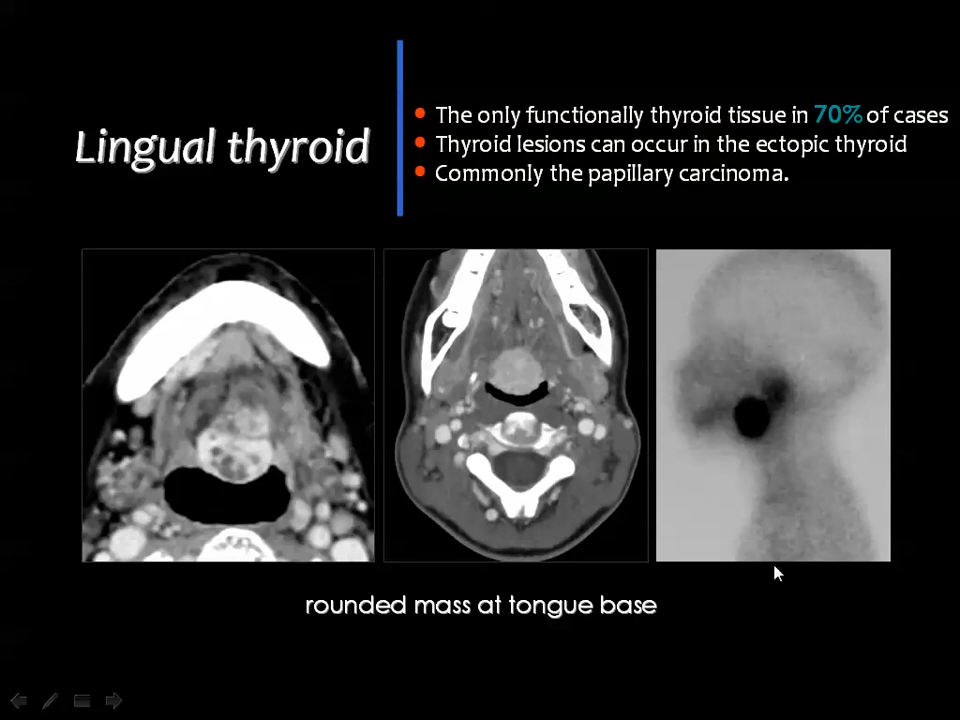 Lingual thyroid
• The only functionally thyroid tissue in 70% of cases
• Thyroid lesions can occur in the ectopic thyroid
• Commonly the papillary carcinoma.
rounded mass at tongue base